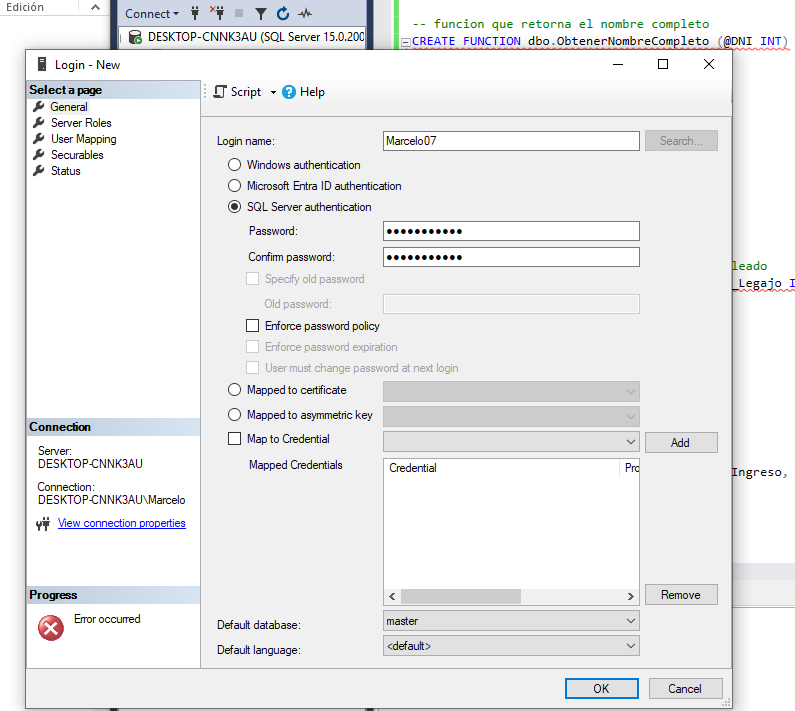 Edición
Connect
DESKTOP-CNNK3AU (SQL Server 15.0.200
-- funcion que retorna el nombre completo
CREATE FUNCTION dbo.ObtenerNombreCompleto (@DNI INT)
Login - New
Select a page
General
Server Roles
User Mapping
Securables
Status
Script
Help
Login name:
Marcelo07
Search...
Windows authentication
Microsoft Entra ID authentication
SQL Server authentication
Password:
●●●●●●●●●●●
Confirm password:
●●●●●●●●●●●
Specify old password
Old password:
Enforce password policy
Enforce password expiration
User must change password at next login
Mapped to certificate
Mapped to asymmetric key
Map to Credential
Add
Mapped Credentials
Credential
Pro
Remove
Default database:
master
Default language:
<default>
OK
Cancel
Connection
Server:
DESKTOP-CNNK3AU
Connection:
DESKTOP-CNNK3AU\Marcelo
View connection properties
Progress
Error occurred
leado
_Legajo I
Ingreso,